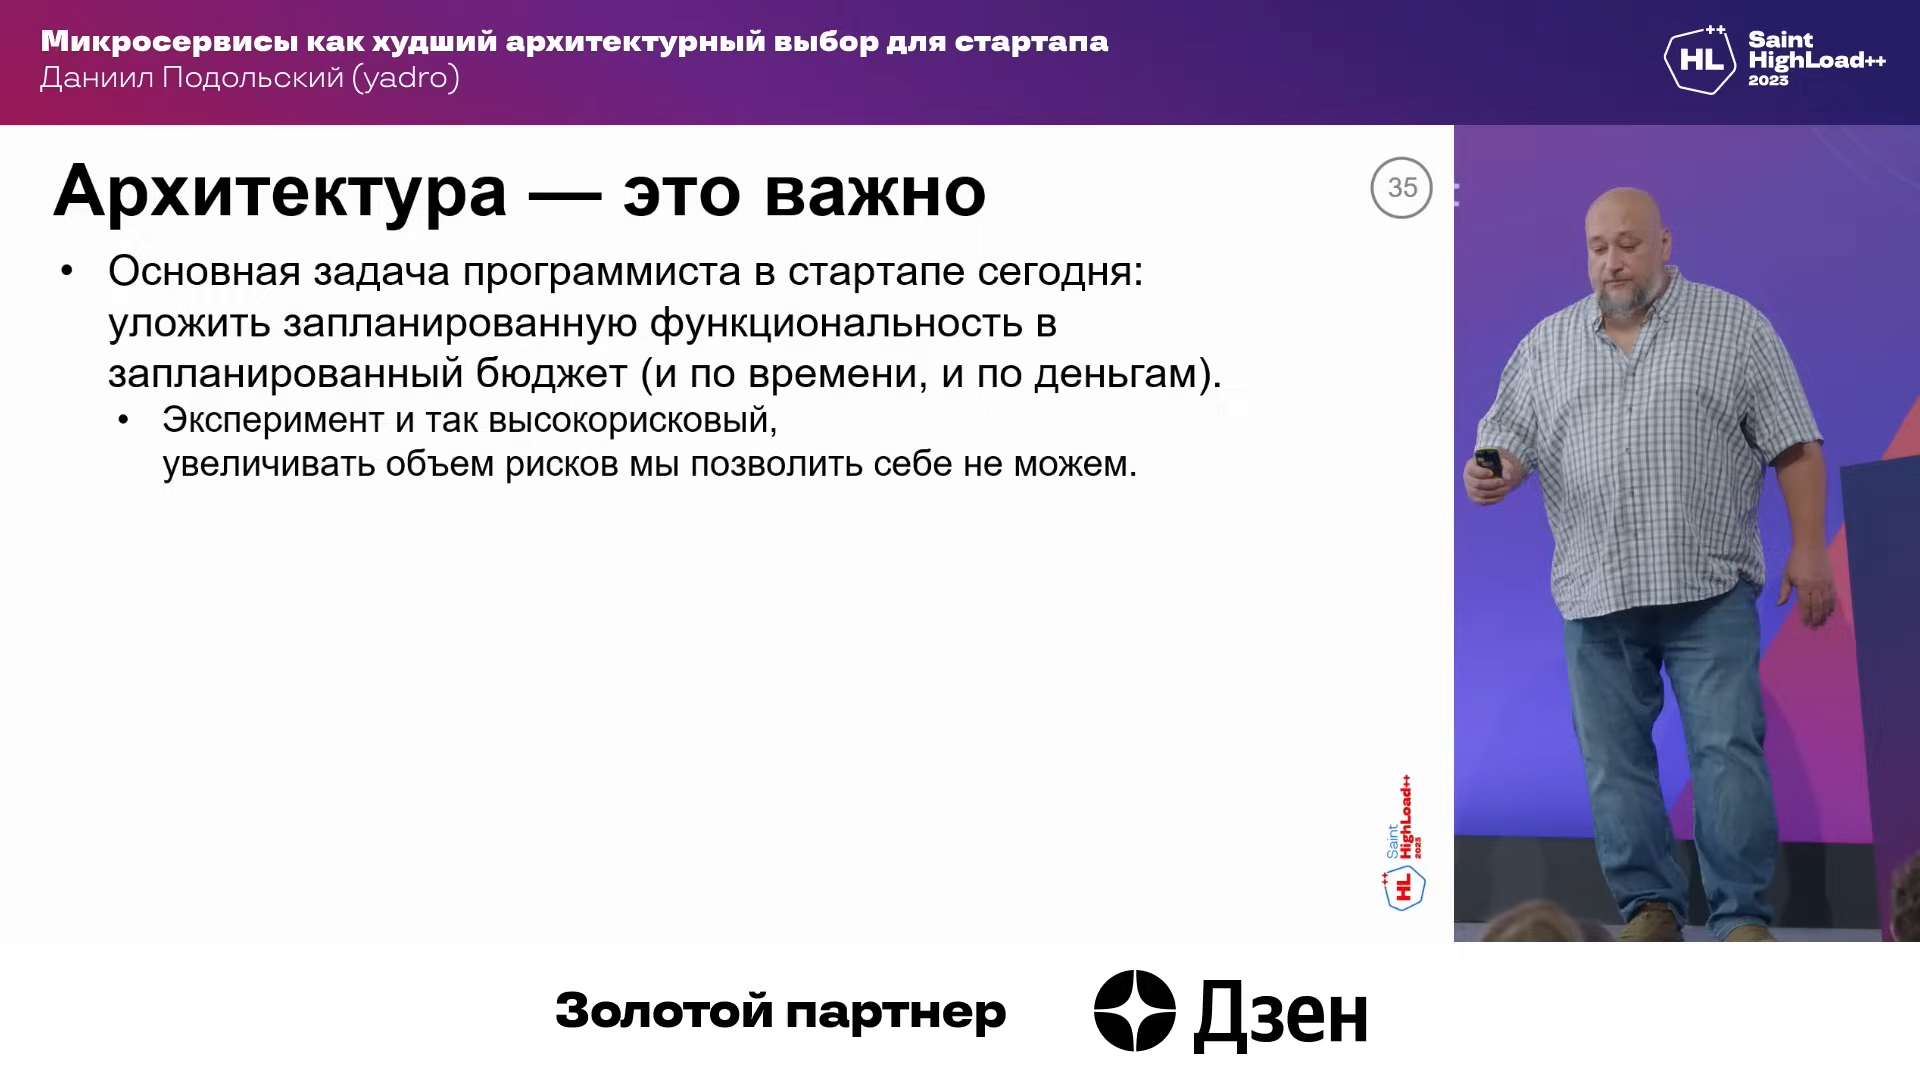 Микросервисы как худший архитектурный выбор для стартапа
Даниил Подольский (yadro)
HL++
Saint
HighLoad++
2023
Архитектура — это важно
35
• Основная задача программиста в стартапе сегодня:
уложить запланированную функциональность в
запланированный бюджет (и по времени, и по деньгам).
• Эксперимент и так высокорисковый,
увеличивать объем рисков мы позволить себе не можем.
HL++
Saint
HighLoad++
2023
Золотой партнер
Дзен